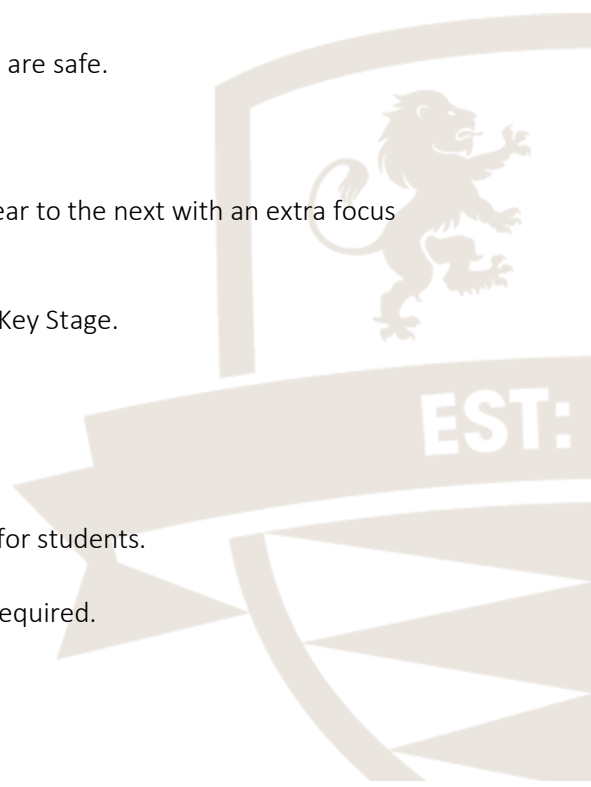 are safe.
ear to the next with an extra focus
Key Stage.
EST:
for students.
equired.